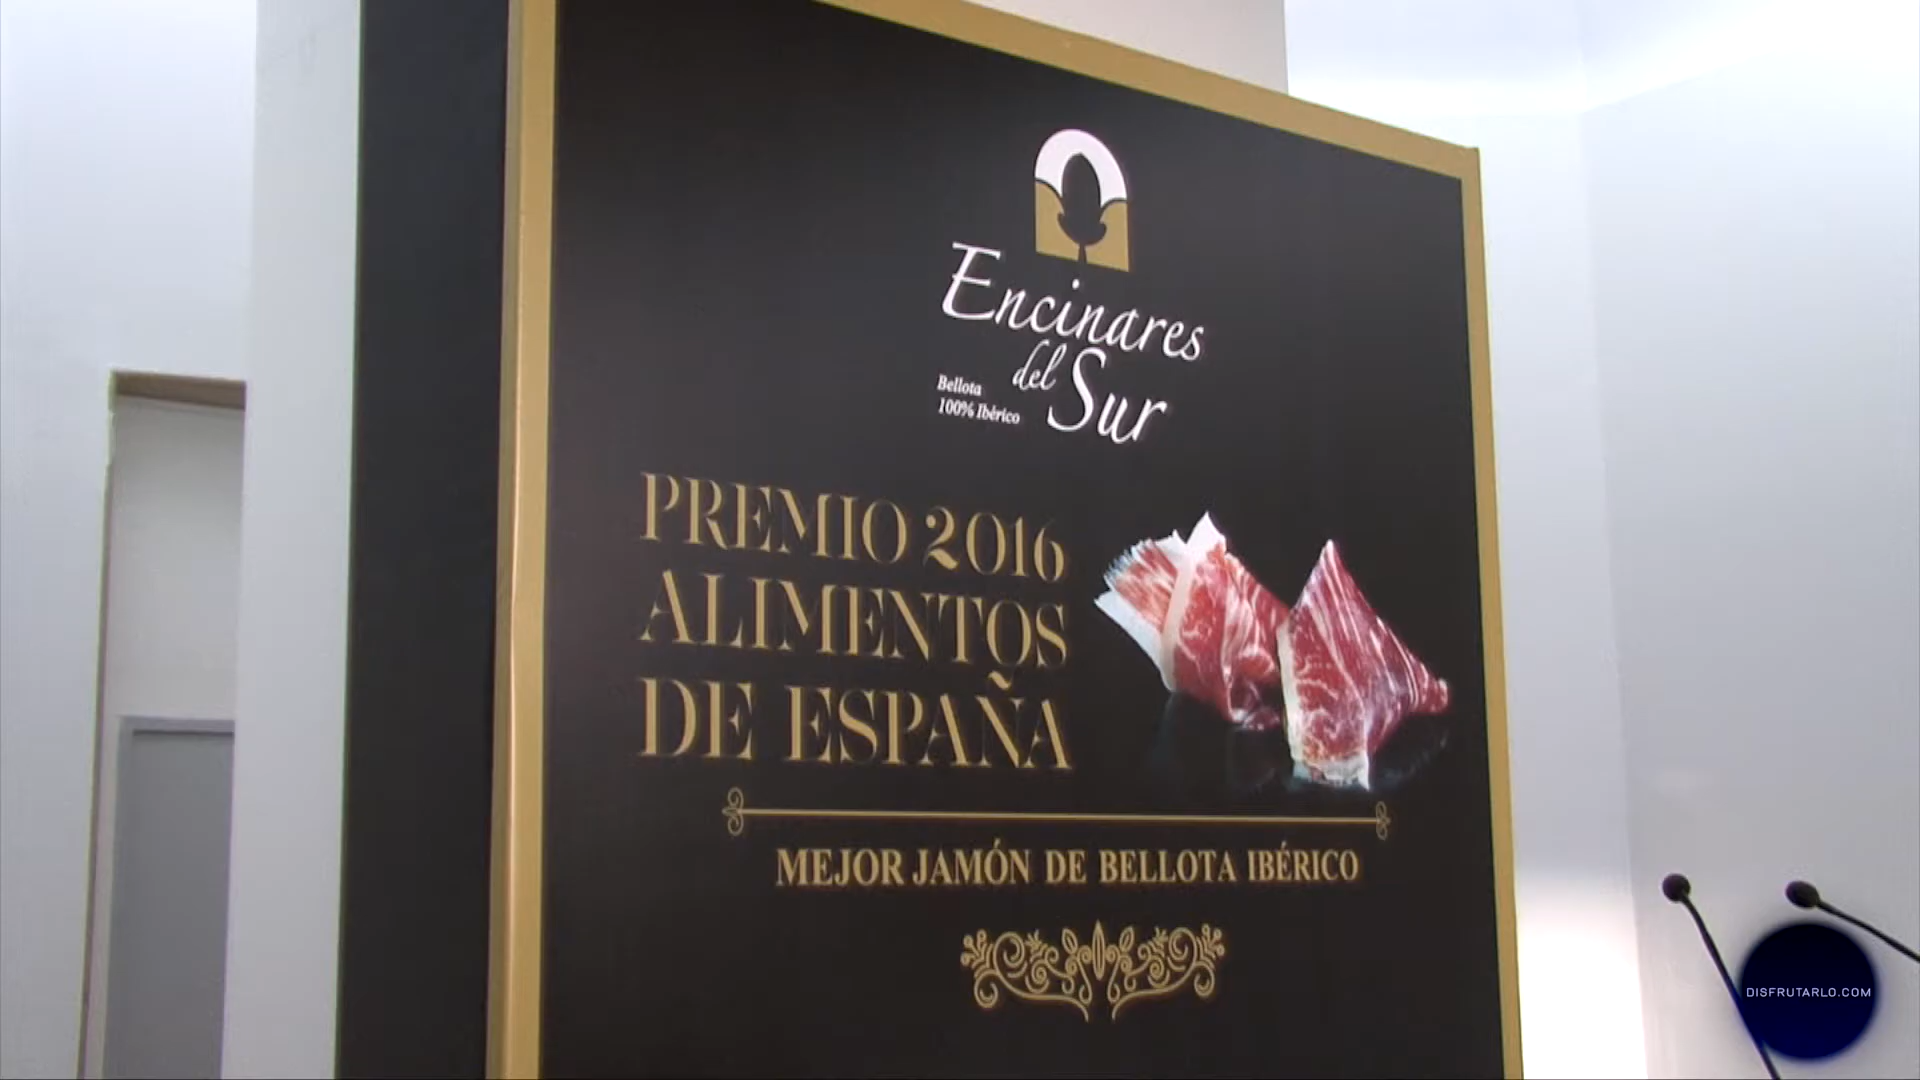 Encinares
del Sur
Bellota
100% Ibérico
PREMIO 2016
ALIMENTOS
DE ESPAÑA
MEJOR JAMÓN DE BELLOTA IBÉRICO
DISFRUTARLO.COM